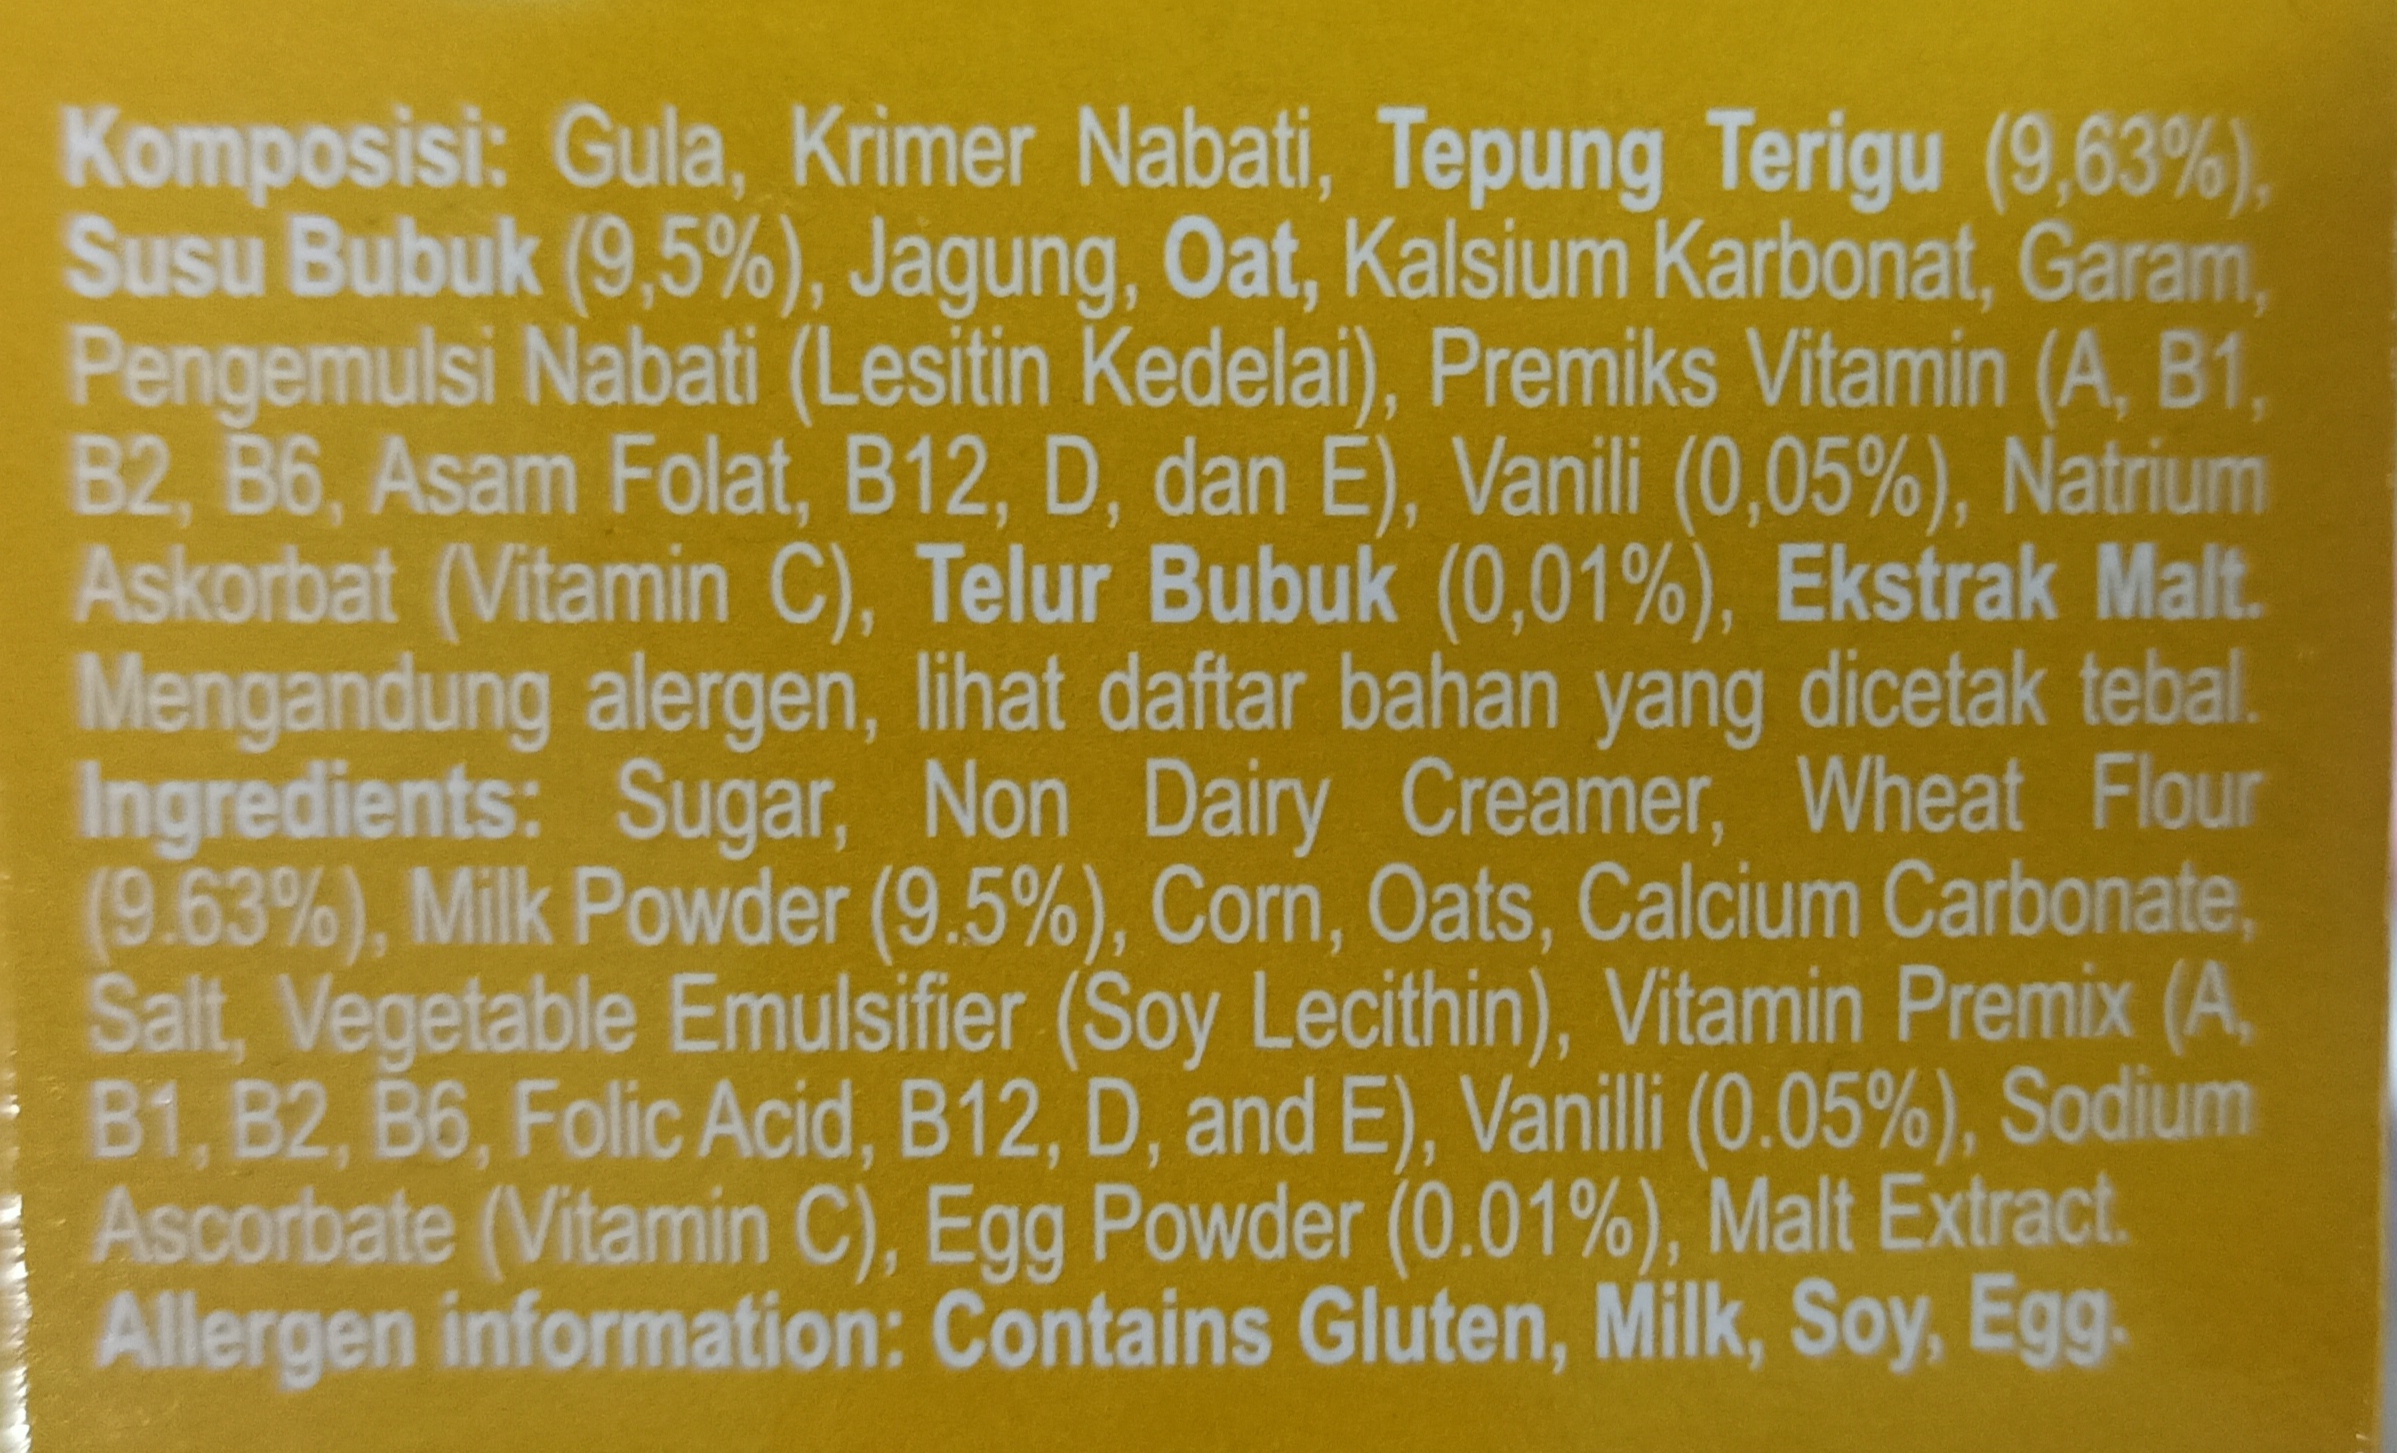 Komposisi: Gula, Krimer Nabati, Tepung Terigu (9,63%),
Susu Bubuk (9,5%), Jagung, Oat, Kalsium Karbonat, Garam,
Pengemulsi Nabati (Lesitin Kedelai), Premiks Vitamin (A, B1,
B2, B6, Asam Folat, B12, D, dan E), Vanili (0,05%), Natrium
Askorbat (Vitamin C), Telur Bubuk (0,01%), Ekstrak Malt.
Mengandung alergen, lihat daftar bahan yang dicetak tebal.
Ingredients: Sugar, Non Dairy Creamer, Wheat Flour
(9.63%), Milk Powder (9.5%), Corn, Oats, Calcium Carbonate,
Salt, Vegetable Emulsifier (Soy Lecithin), Vitamin Premix (A,
B1, B2, B6, Folic Acid, B12, D, and E), Vanilli (0.05%), Sodium
Ascorbate (Vitamin C), Egg Powder (0.01%), Malt Extract.
Allergen information: Contains Gluten, Milk, Soy, Egg.